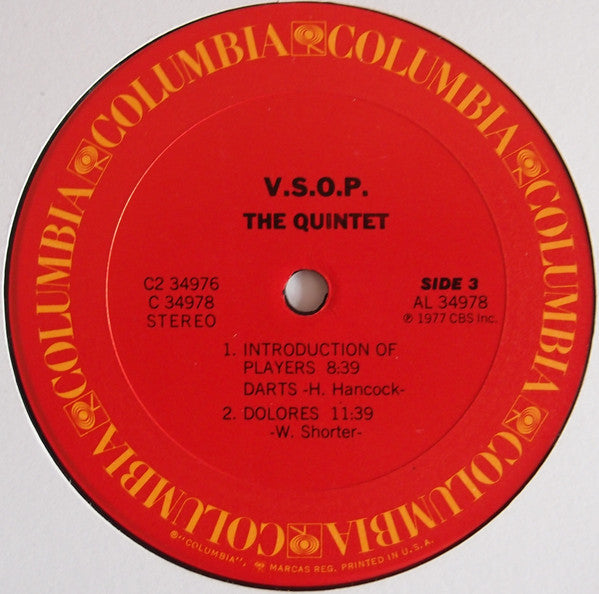 COLUMBIA COLUMBIA COLUMBIA COLUMBIA COLUMBIA COLUMBIA COLUMBIA
V.S.O.P.
THE QUINTET
C2 34976
C 34978
STEREO
SIDE 3
AL 34978
℗ 1977 CBS Inc.
1. INTRODUCTION OF
PLAYERS 8:39
DARTS -H. Hancock-
2. DOLORES 11:39
-W. Shorter-
®"COLUMBIA", MARCAS REG. PRINTED IN U.S.A.